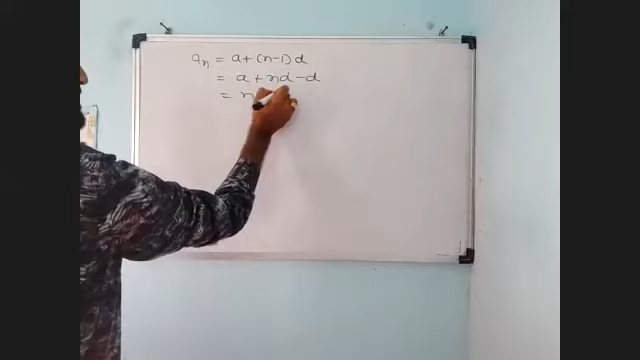 aₙ = a + (n-1) d
= a + nd - d
= n